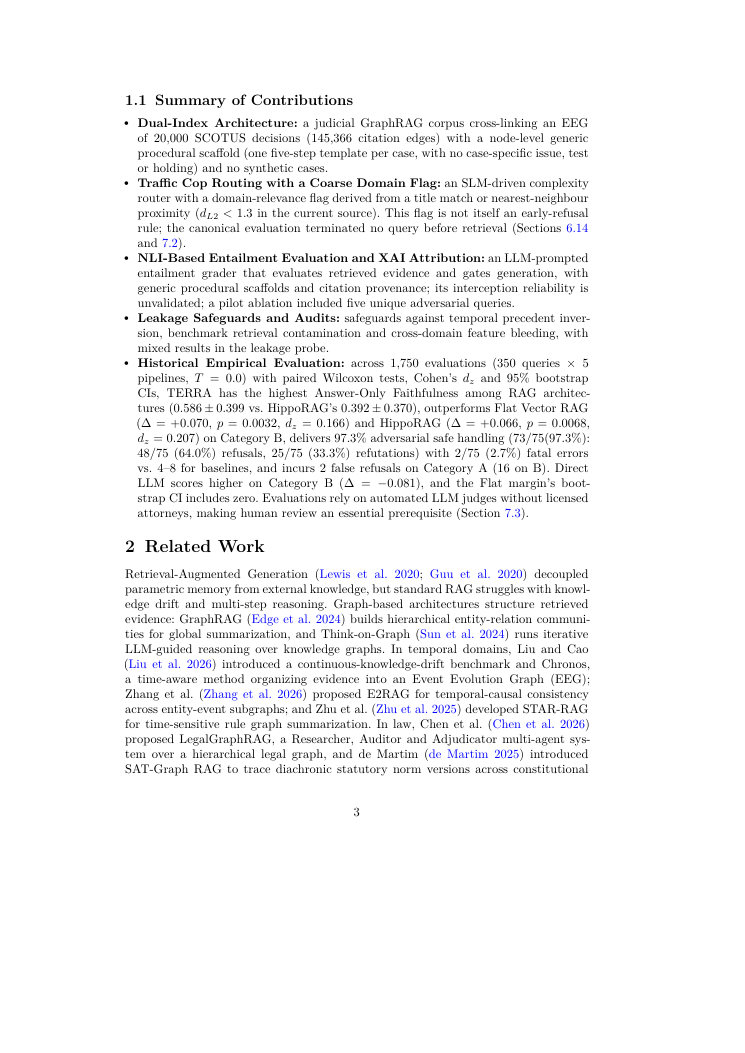 1.1 Summary of Contributions
• Dual-Index Architecture: a judicial GraphRAG corpus cross-linking an EEG
of 20,000 SCOTUS decisions (145,366 citation edges) with a node-level generic
procedural scaffold (one five-step template per case, with no case-specific issue, test
or holding) and no synthetic cases.
• Traffic Cop Routing with a Coarse Domain Flag: an SLM-driven complexity
router with a domain-relevance flag derived from a title match or nearest-neighbour
proximity (d_{L2} < 1.3 in the current source). This flag is not itself an early-refusal
rule; the canonical evaluation terminated no query before retrieval (Sections 6.14
and 7.2).
• NLI-Based Entailment Evaluation and XAI Attribution: an LLM-prompted
entailment grader that evaluates retrieved evidence and gates generation, with
generic procedural scaffolds and citation provenance; its interception reliability is
unvalidated; a pilot ablation included five unique adversarial queries.
• Leakage Safeguards and Audits: safeguards against temporal precedent inver-
sion, benchmark retrieval contamination and cross-domain feature bleeding, with
mixed results in the leakage probe.
• Historical Empirical Evaluation: across 1,750 evaluations (350 queries × 5
pipelines, T = 0.0) with paired Wilcoxon tests, Cohen's d_z and 95% bootstrap
CIs, TERRA has the highest Answer-Only Faithfulness among RAG architec-
tures (0.586 ± 0.399 vs. HippoRAG's 0.392 ± 0.370), outperforms Flat Vector RAG
(Δ = +0.070, p = 0.0032, d_z = 0.166) and HippoRAG (Δ = +0.066, p = 0.0068,
d_z = 0.207) on Category B, delivers 97.3% adversarial safe handling (73/75(97.3%):
48/75 (64.0%) refusals, 25/75 (33.3%) refutations) with 2/75 (2.7%) fatal errors
vs. 4–8 for baselines, and incurs 2 false refusals on Category A (16 on B). Direct
LLM scores higher on Category B (Δ = −0.081), and the Flat margin's boot-
strap CI includes zero. Evaluations rely on automated LLM judges without licensed
attorneys, making human review an essential prerequisite (Section 7.3).
2 Related Work
Retrieval-Augmented Generation (Lewis et al. 2020; Guu et al. 2020) decoupled
parametric memory from external knowledge, but standard RAG struggles with knowl-
edge drift and multi-step reasoning. Graph-based architectures structure retrieved
evidence: GraphRAG (Edge et al. 2024) builds hierarchical entity-relation communi-
ties for global summarization, and Think-on-Graph (Sun et al. 2024) runs iterative
LLM-guided reasoning over knowledge graphs. In temporal domains, Liu and Cao
(Liu et al. 2026) introduced a continuous-knowledge-drift benchmark and Chronos,
a time-aware method organizing evidence into an Event Evolution Graph (EEG);
Zhang et al. (Zhang et al. 2026) proposed E2RAG for temporal-causal consistency
across entity-event subgraphs; and Zhu et al. (Zhu et al. 2025) developed STAR-RAG
for time-sensitive rule graph summarization. In law, Chen et al. (Chen et al. 2026)
proposed LegalGraphRAG, a Researcher, Auditor and Adjudicator multi-agent sys-
tem over a hierarchical legal graph, and de Martim (de Martim 2025) introduced
SAT-Graph RAG to trace diachronic statutory norm versions across constitutional
3